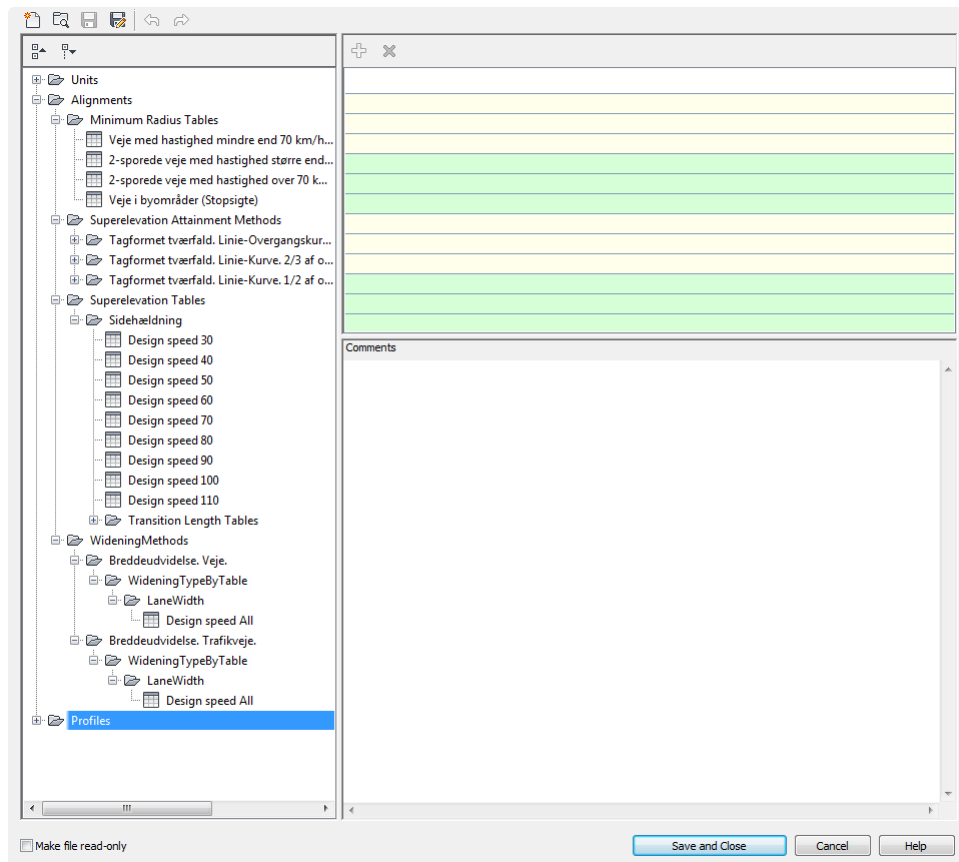 Units
Alignments
Minimum Radius Tables
Veje med hastighed mindre end 70 km/h...
2-sporede veje med hastighed større end...
2-sporede veje med hastighed over 70 k...
Veje i byområder (Stopsigte)
Superelevation Attainment Methods
Tagformet tværfald. Linie-Overgangskur...
Tagformet tværfald. Linie-Kurve. 2/3 af o...
Tagformet tværfald. Linie-Kurve. 1/2 af o...
Superelevation Tables
Sidehældning
Design speed 30
Design speed 40
Design speed 50
Design speed 60
Design speed 70
Design speed 80
Design speed 90
Design speed 100
Design speed 110
Transition Length Tables
WideningMethods
Breddeudvidelse. Veje.
WideningTypeByTable
LaneWidth
Design speed All
Breddeudvidelse. Trafikveje.
WideningTypeByTable
LaneWidth
Design speed All
Profiles
Comments
Make file read-only
Save and Close
Cancel
Help